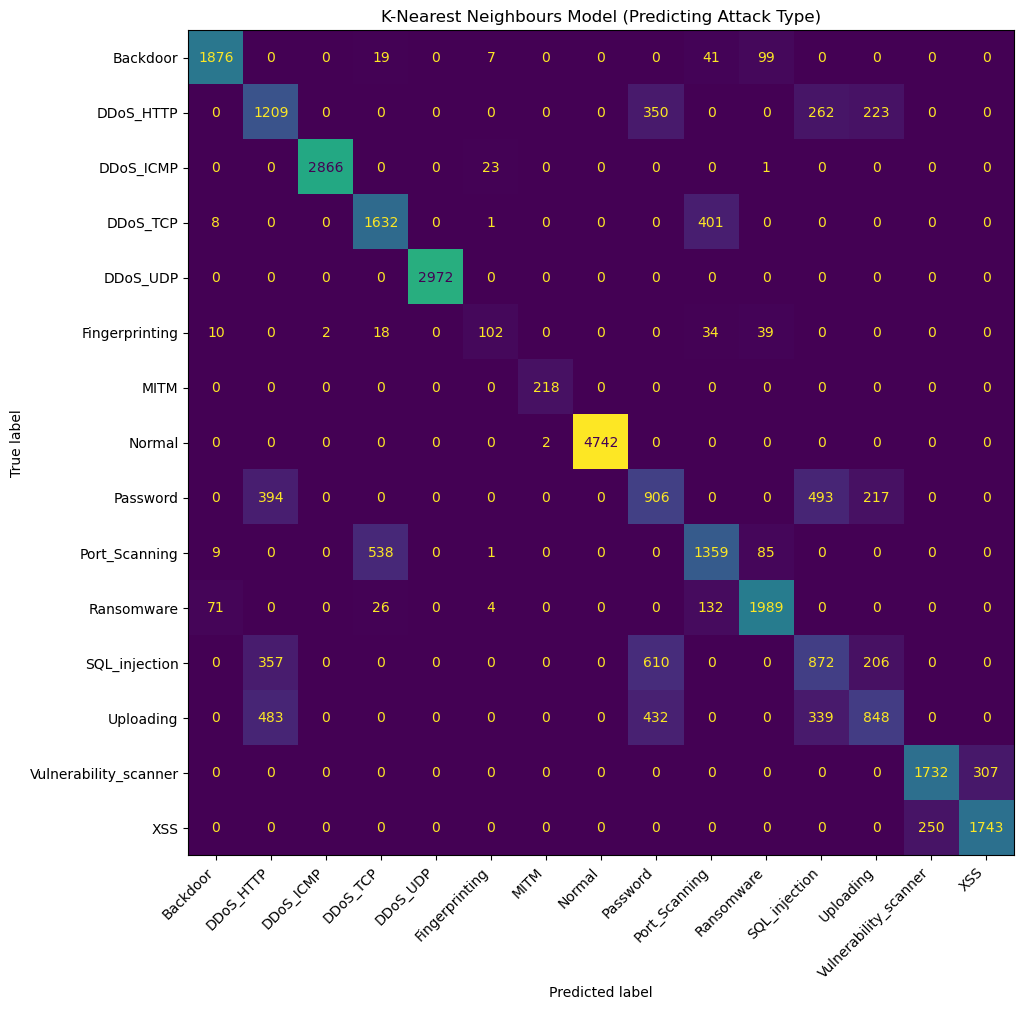 K-Nearest Neighbours Model (Predicting Attack Type)
Backdoor 1876 0 0 19 0 7 0 0 0 41 99 0 0 0 0
DDoS_HTTP 0 1209 0 0 0 0 0 0 350 0 0 262 223 0 0
DDoS_ICMP 0 0 2866 0 0 23 0 0 0 0 1 0 0 0 0
DDoS_TCP 8 0 0 1632 0 1 0 0 0 401 0 0 0 0 0
DDoS_UDP 0 0 0 0 2972 0 0 0 0 0 0 0 0 0 0
Fingerprinting 10 0 2 18 0 102 0 0 0 34 39 0 0 0 0
MITM 0 0 0 0 0 0 218 0 0 0 0 0 0 0 0
Normal 0 0 0 0 0 0 2 4742 0 0 0 0 0 0 0
Password 0 394 0 0 0 0 0 0 906 0 0 493 217 0 0
Port_Scanning 9 0 0 538 0 1 0 0 0 1359 85 0 0 0 0
Ransomware 71 0 0 26 0 4 0 0 0 132 1989 0 0 0 0
SQL_injection 0 357 0 0 0 0 0 0 610 0 0 872 206 0 0
Uploading 0 483 0 0 0 0 0 0 432 0 0 339 848 0 0
Vulnerability_scanner 0 0 0 0 0 0 0 0 0 0 0 0 0 1732 307
XSS 0 0 0 0 0 0 0 0 0 0 0 0 0 250 1743
True label
Backdoor
DDoS_HTTP
DDoS_ICMP
DDoS_TCP
DDoS_UDP
Fingerprinting
MITM
Normal
Password
Port_Scanning
Ransomware
SQL_injection
Uploading
Vulnerability_scanner
XSS
Predicted label